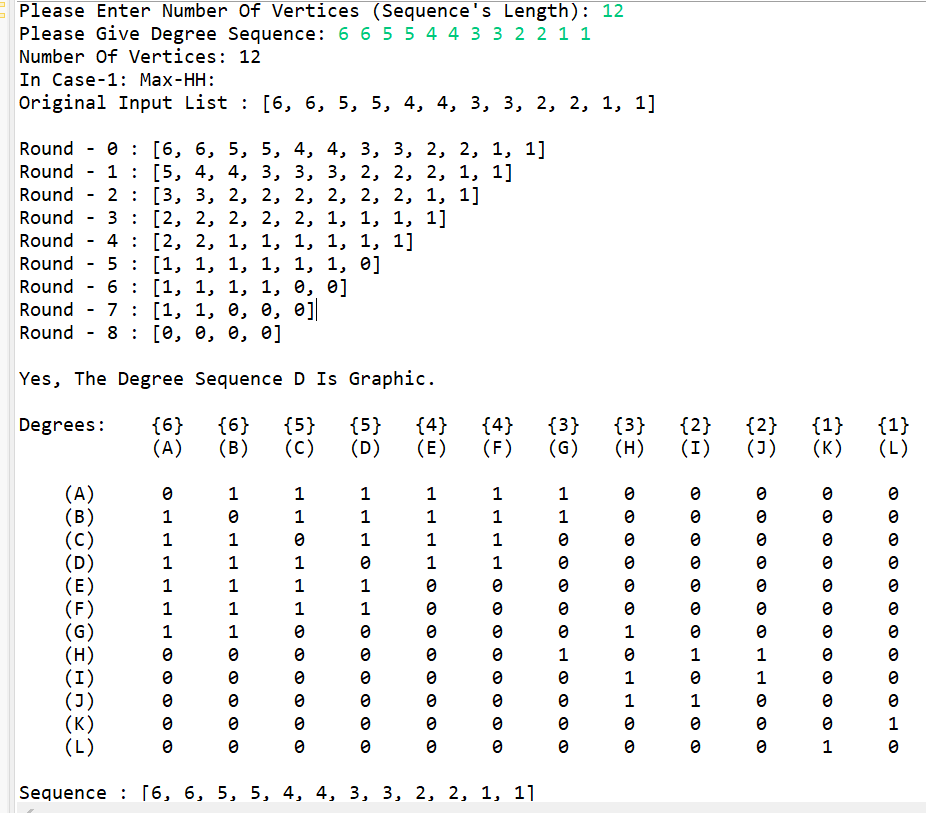 Please Enter Number Of Vertices (Sequence's Length): 12
Please Give Degree Sequence: 6 6 5 5 4 4 3 3 2 2 1 1
Number Of Vertices: 12
In Case-1: Max-HH:
Original Input List : [6, 6, 5, 5, 4, 4, 3, 3, 2, 2, 1, 1]
Round - 0 : [6, 6, 5, 5, 4, 4, 3, 3, 2, 2, 1, 1]
Round - 1 : [5, 4, 4, 3, 3, 3, 2, 2, 2, 1, 1]
Round - 2 : [3, 3, 2, 2, 2, 2, 2, 2, 1, 1]
Round - 3 : [2, 2, 2, 2, 2, 1, 1, 1, 1]
Round - 4 : [2, 2, 1, 1, 1, 1, 1, 1]
Round - 5 : [1, 1, 1, 1, 1, 1, 0]
Round - 6 : [1, 1, 1, 1, 0, 0]
Round - 7 : [1, 1, 0, 0, 0]
Round - 8 : [0, 0, 0, 0]
Yes, The Degree Sequence D Is Graphic.
Degrees: {6} {6} {5} {5} {4} {4} {3} {3} {2} {2} {1} {1}
(A) (B) (C) (D) (E) (F) (G) (H) (I) (J) (K) (L)
(A) 0 1 1 1 1 1 1 0 0 0 0 0
(B) 1 0 1 1 1 1 1 0 0 0 0 0
(C) 1 1 0 1 1 1 0 0 0 0 0 0
(D) 1 1 1 0 1 1 0 0 0 0 0 0
(E) 1 1 1 1 0 0 0 0 0 0 0 0
(F) 1 1 1 1 0 0 0 0 0 0 0 0
(G) 1 1 0 0 0 0 0 1 0 0 0 0
(H) 0 0 0 0 0 0 1 0 1 1 0 0
(I) 0 0 0 0 0 0 0 1 0 1 0 0
(J) 0 0 0 0 0 0 0 1 1 0 0 0
(K) 0 0 0 0 0 0 0 0 0 0 0 1
(L) 0 0 0 0 0 0 0 0 0 0 1 0
Sequence : [6, 6, 5, 5, 4, 4, 3, 3, 2, 2, 1, 1]